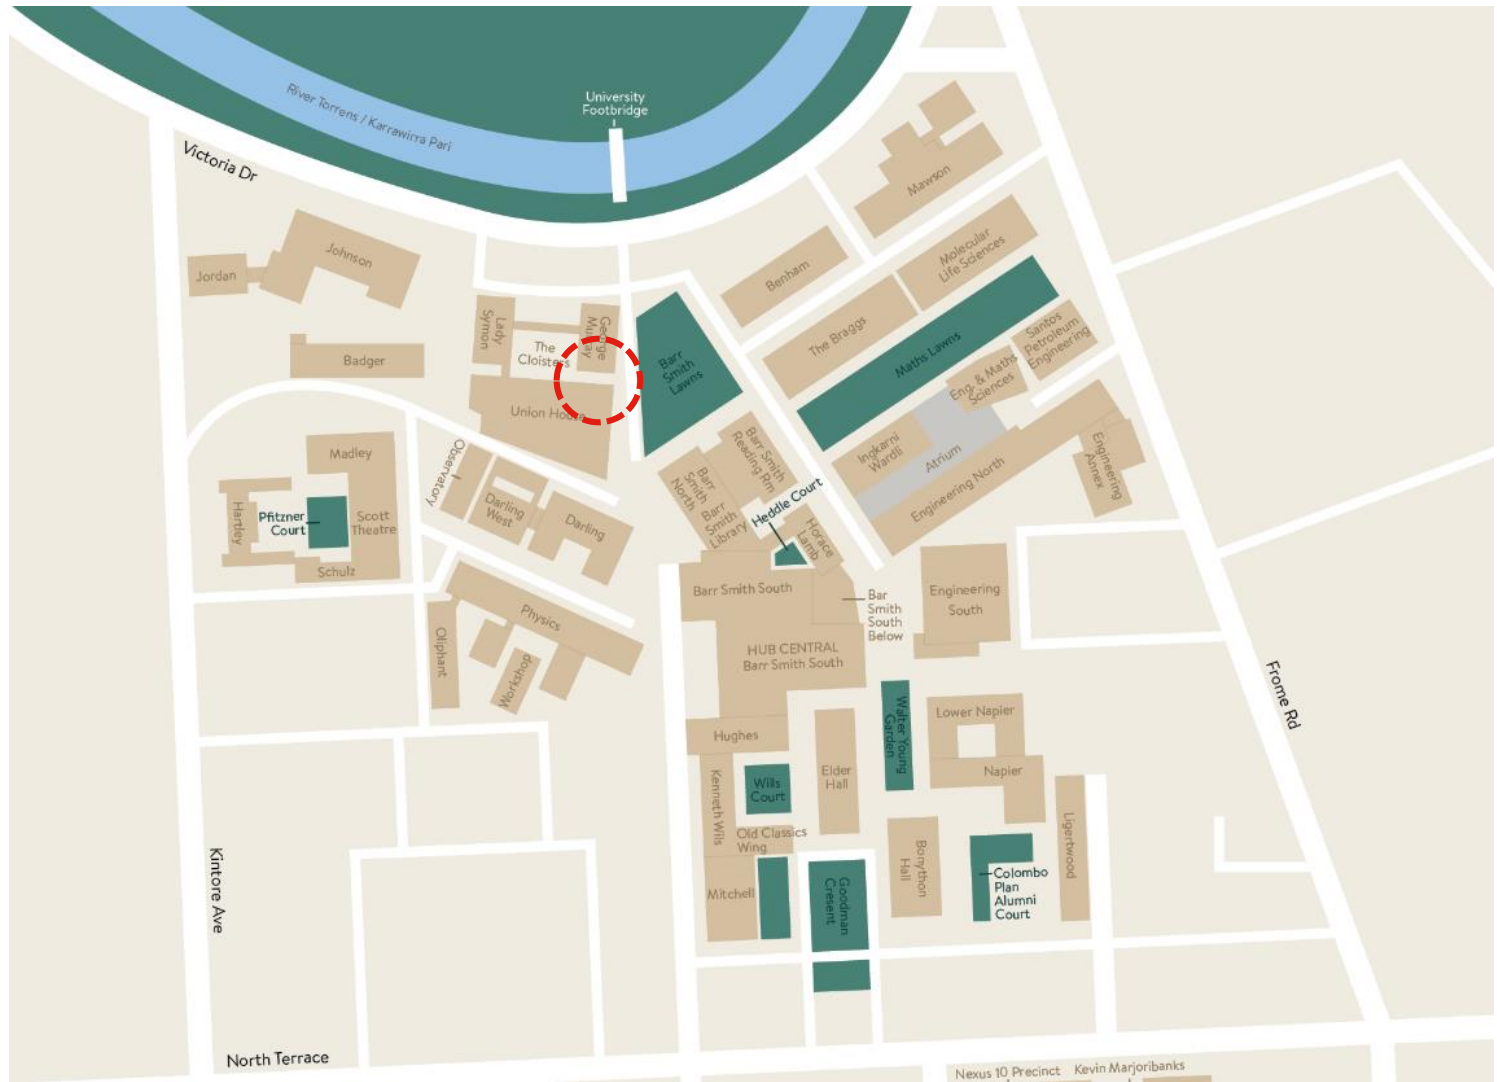 University
Footbridge
River Torrens / Karrawirra Pari
Victoria Dr
Mawson
Johnson
Jordan
Molecular
Life Sciences
Benham
Lady
Symon
George
Murray
The
Cloisters
The Braggs
Santos
Petroleum
Engineering
Badger
Barr
Smith
Lawns
Maths Lawns
Eng. & Maths
Sciences
Union House
Madley
Observatory
Barr Smith
Reading Rm
Ingkarni
Wardli
Atrium
Engineering
Annex
Engineering North
Hartley
Pfitzner
Court
Scott
Theatre
Darling
West
Darling
Barr
Smith
North
Barr
Smith
Library
Heddle Court
Horace
Lamb
Schulz
Physics
Barr Smith South
Bar
Smith
South
Below
Engineering
South
Oliphant
Workshop
HUB CENTRAL
Barr Smith South
Frome Rd
Hughes
Walter Young
Garden
Lower Napier
Kenneth Wils
Wills
Court
Elder
Hall
Napier
Old Classics
Wing
Kintore Ave
Bonython
Hall
Ligertwood
Mitchell
Goodman
Cresent
Colombo
Plan
Alumni
Court
North Terrace
Nexus 10 Precinct
Kevin Marjoribanks